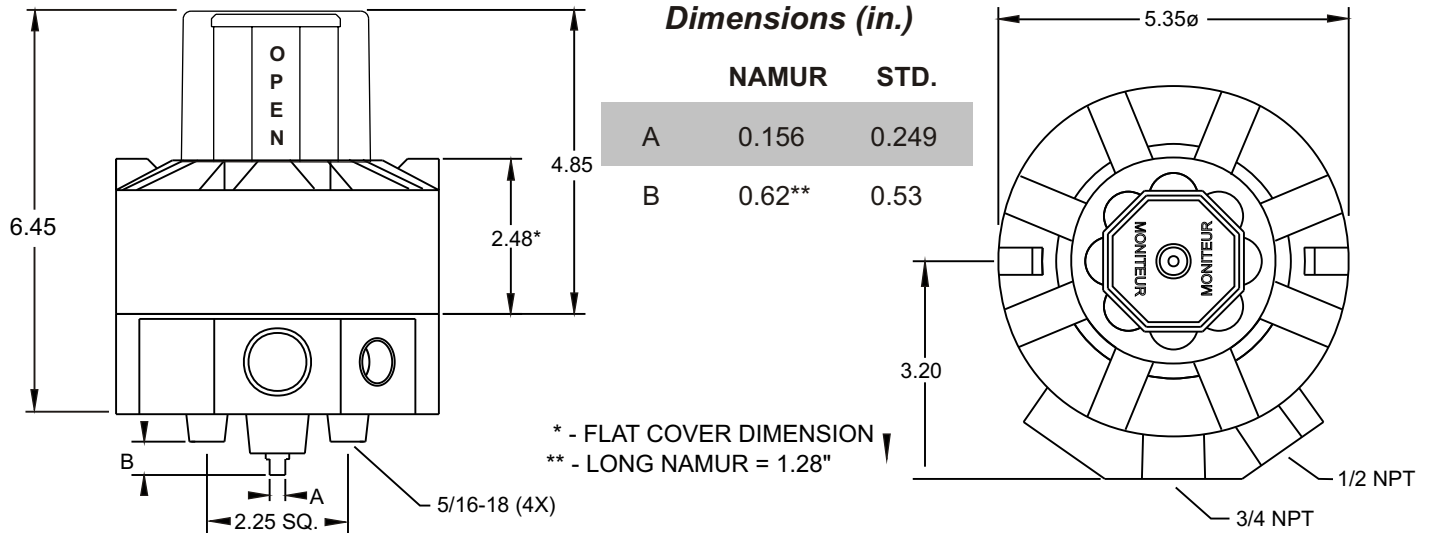 Dimensions (in.)
NAMUR STD.
A 0.156 0.249
B 0.62** 0.53
* - FLAT COVER DIMENSION
** - LONG NAMUR = 1.28"
O
P
E
N
6.45
4.85
2.48*
B
A
2.25 SQ.
5/16-18 (4X)
5.35ø
MONITEUR
MONITEUR
3.20
1/2 NPT
3/4 NPT